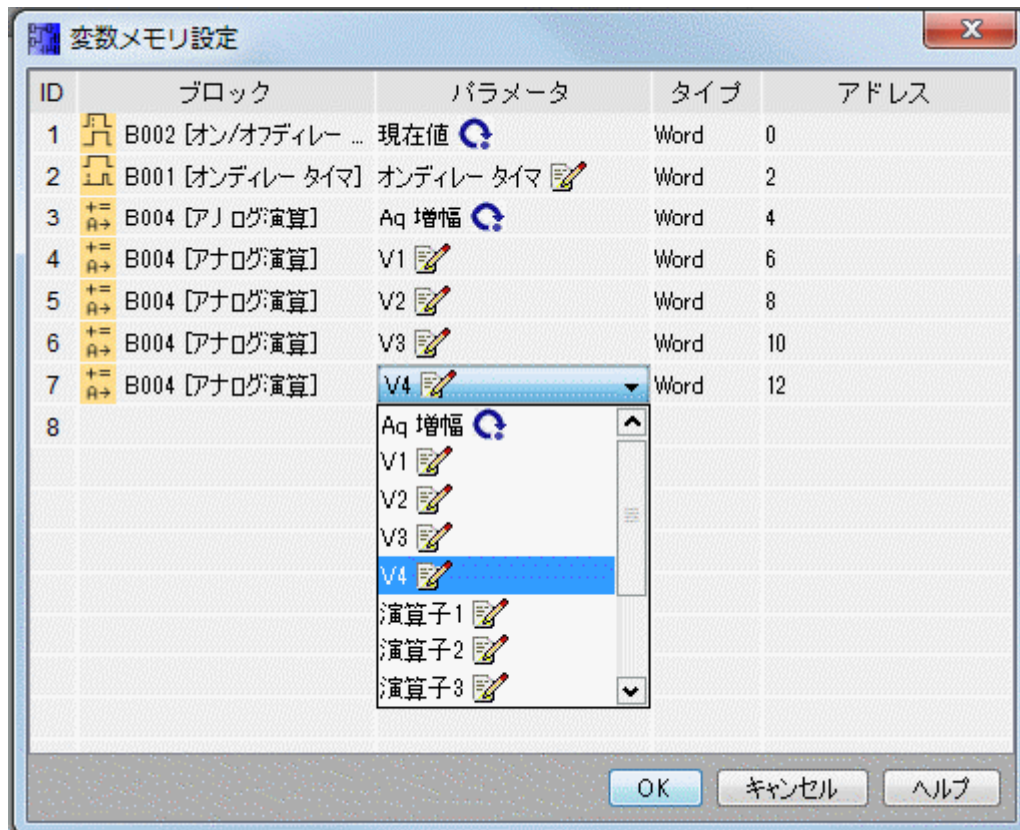 変数メモリ設定
ID ブロック パラメータ タイプ アドレス
1 B002 [オン/オフディレー ... 現在値 Word 0
2 B001 [オンディレー タイマ] オンディレー タイマ Word 2
3 += A→ B004 [アナログ演算] Aq 増幅 Word 4
4 += A→ B004 [アナログ演算] V1 Word 6
5 += A→ B004 [アナログ演算] V2 Word 8
6 += A→ B004 [アナログ演算] V3 Word 10
7 += A→ B004 [アナログ演算] V4 Word 12
8
Aq 増幅
V1
V2
V3
V4
演算子1
演算子2
演算子3
OK キャンセル ヘルプ